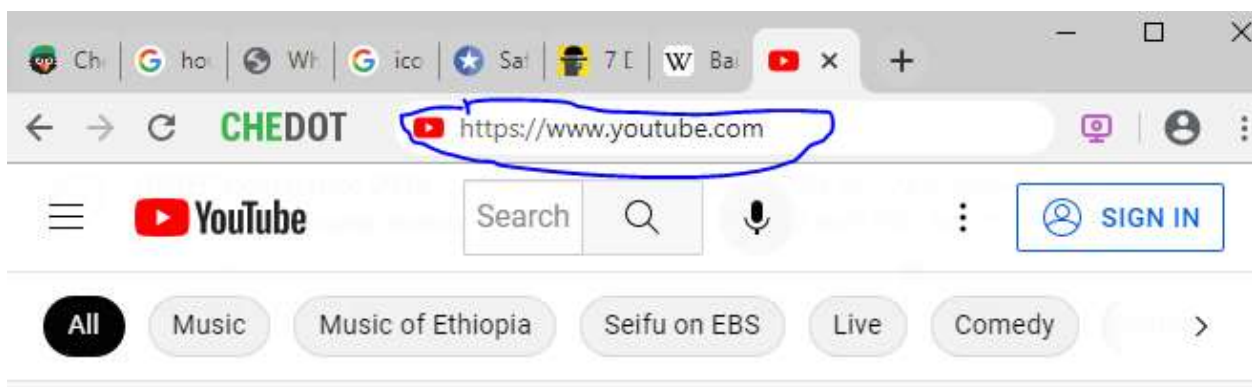 Ch ho Wh ico Saf 7 Ba
CHEDOT https://www.youtube.com
YouTube Search SIGN IN
All Music Music of Ethiopia Seifu on EBS Live Comedy